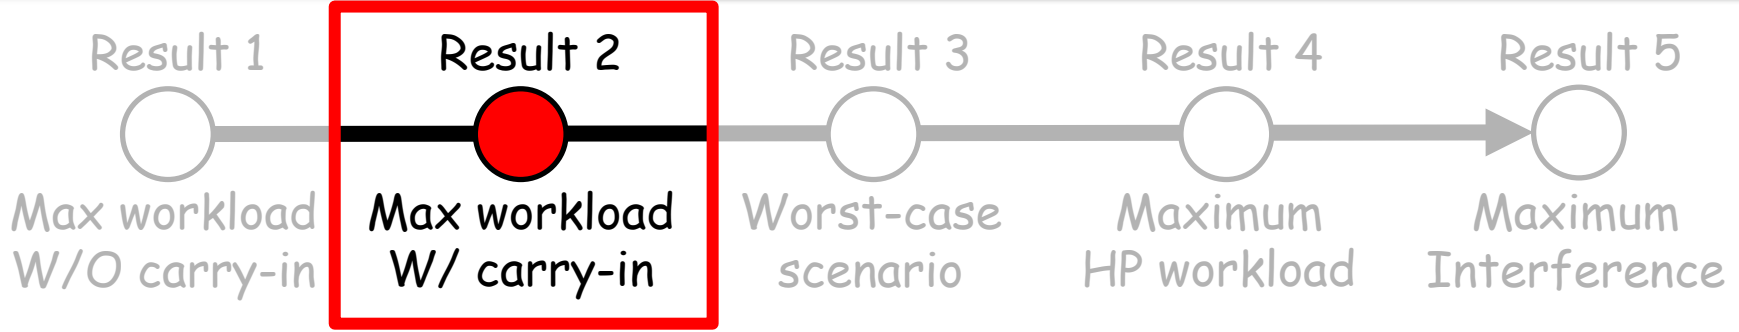 Result 1
Max workload
W/O carry-in
Result 2
Max workload
W/ carry-in
Result 3
Worst-case
scenario
Result 4
Maximum
HP workload
Result 5
Maximum
Interference